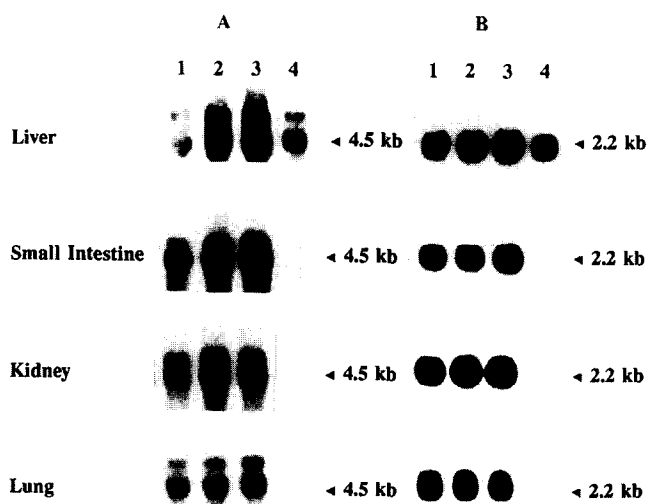 A B
1 2 3 4 1 2 3 4
Liver ◄ 4.5 kb ◄ 2.2 kb
Small Intestine ◄ 4.5 kb ◄ 2.2 kb
Kidney ◄ 4.5 kb ◄ 2.2 kb
Lung ◄ 4.5 kb ◄ 2.2 kb